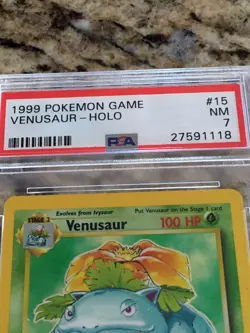 1999 POKEMON GAME #15
VENUSAUR - HOLO NM
7
PSA 27591118
Evolves from Ivysaur Put Venusaur on the Stage 1 card
STAGE 2
Venusaur 100 HP